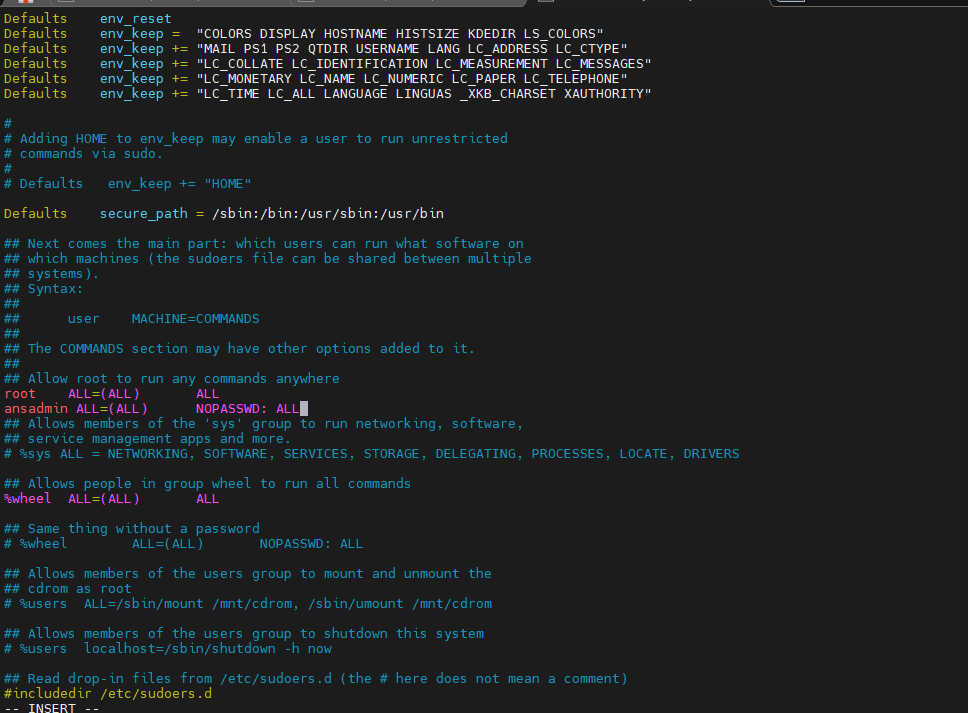 Defaults    env_reset
Defaults    env_keep =  "COLORS DISPLAY HOSTNAME HISTSIZE KDEDIR LS_COLORS"
Defaults    env_keep += "MAIL PS1 PS2 QTDIR USERNAME LANG LC_ADDRESS LC_CTYPE"
Defaults    env_keep += "LC_COLLATE LC_IDENTIFICATION LC_MEASUREMENT LC_MESSAGES"
Defaults    env_keep += "LC_MONETARY LC_NAME LC_NUMERIC LC_PAPER LC_TELEPHONE"
Defaults    env_keep += "LC_TIME LC_ALL LANGUAGE LINGUAS _XKB_CHARSET XAUTHORITY"

#
# Adding HOME to env_keep may enable a user to run unrestricted
# commands via sudo.
#
# Defaults   env_keep += "HOME"

Defaults    secure_path = /sbin:/bin:/usr/sbin:/usr/bin

## Next comes the main part: which users can run what software on
## which machines (the sudoers file can be shared between multiple
## systems).
## Syntax:
##
##      user    MACHINE=COMMANDS
##
## The COMMANDS section may have other options added to it.
##
## Allow root to run any commands anywhere
root    ALL=(ALL)       ALL
ansadmin ALL=(ALL)      NOPASSWD: ALL
## Allows members of the 'sys' group to run networking, software,
## service management apps and more.
# %sys ALL = NETWORKING, SOFTWARE, SERVICES, STORAGE, DELEGATING, PROCESSES, LOCATE, DRIVERS

## Allows people in group wheel to run all commands
%wheel  ALL=(ALL)       ALL

## Same thing without a password
# %wheel        ALL=(ALL)       NOPASSWD: ALL

## Allows members of the users group to mount and unmount the
## cdrom as root
# %users  ALL=/sbin/mount /mnt/cdrom, /sbin/umount /mnt/cdrom

## Allows members of the users group to shutdown this system
# %users  localhost=/sbin/shutdown -h now

## Read drop-in files from /etc/sudoers.d (the # here does not mean a comment)
#includedir /etc/sudoers.d
-- INSERT --